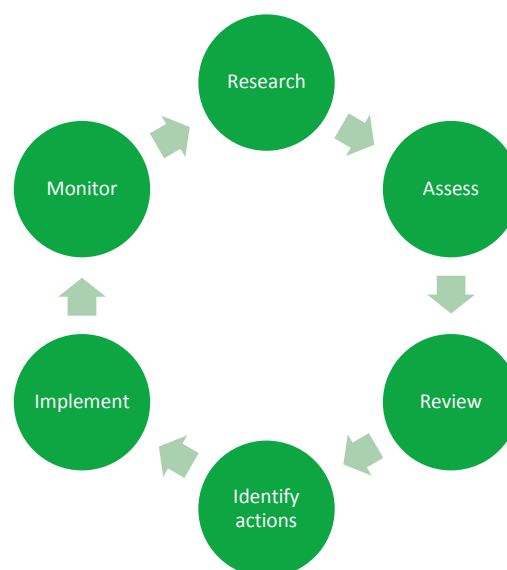 Research
Assess
Review
Identify
actions
Implement
Monitor